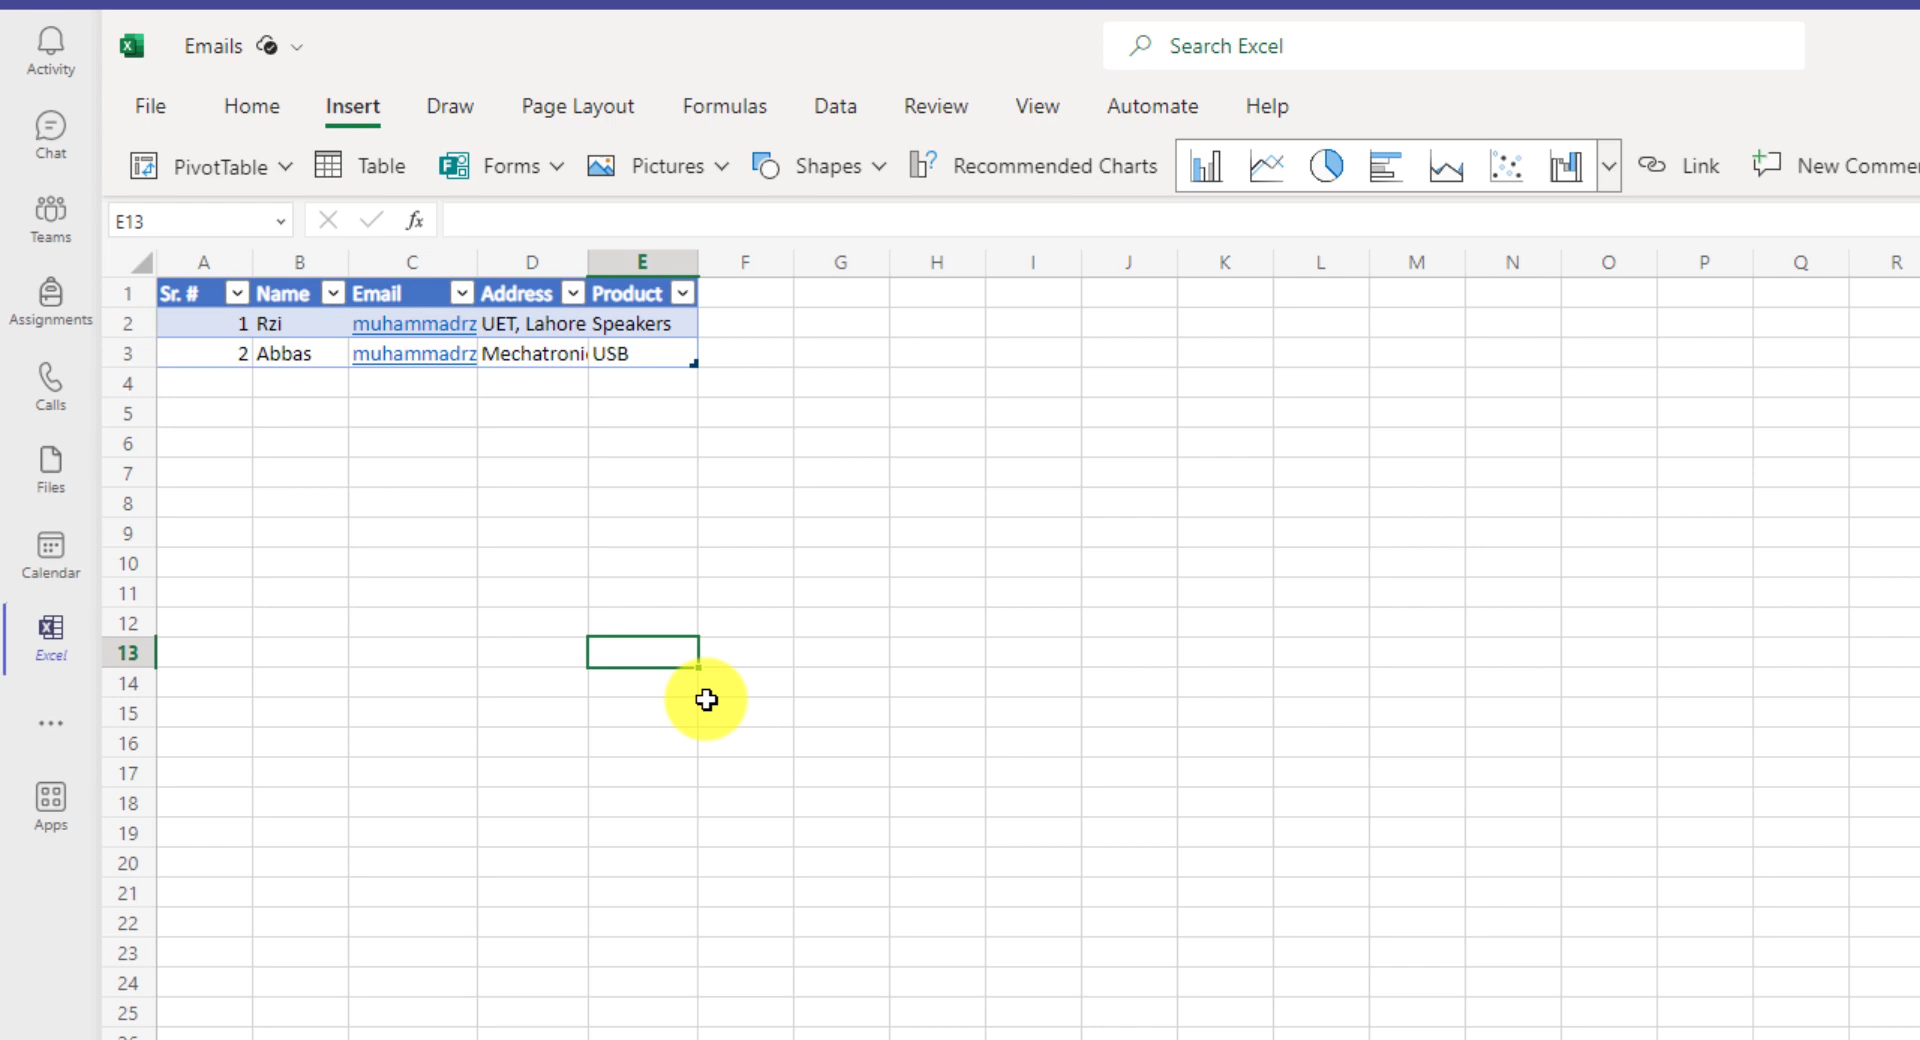 Activity
Chat
Teams
Assignments
Calls
Files
Calendar
Excel
Apps
Emails
Search Excel
File Home Insert Draw Page Layout Formulas Data Review View Automate Help
PivotTable Table Forms Pictures Shapes Recommended Charts Link New Commen
E13 fx
A B C D E F G H I J K L M N O P Q R
1 Sr. # Name Email Address Product
2 1 Rzi muhammadrz UET, Lahore Speakers
3 2 Abbas muhammadrz Mechatroni USB
4
5
6
7
8
9
10
11
12
13
14
15
16
17
18
19
20
21
22
23
24
25